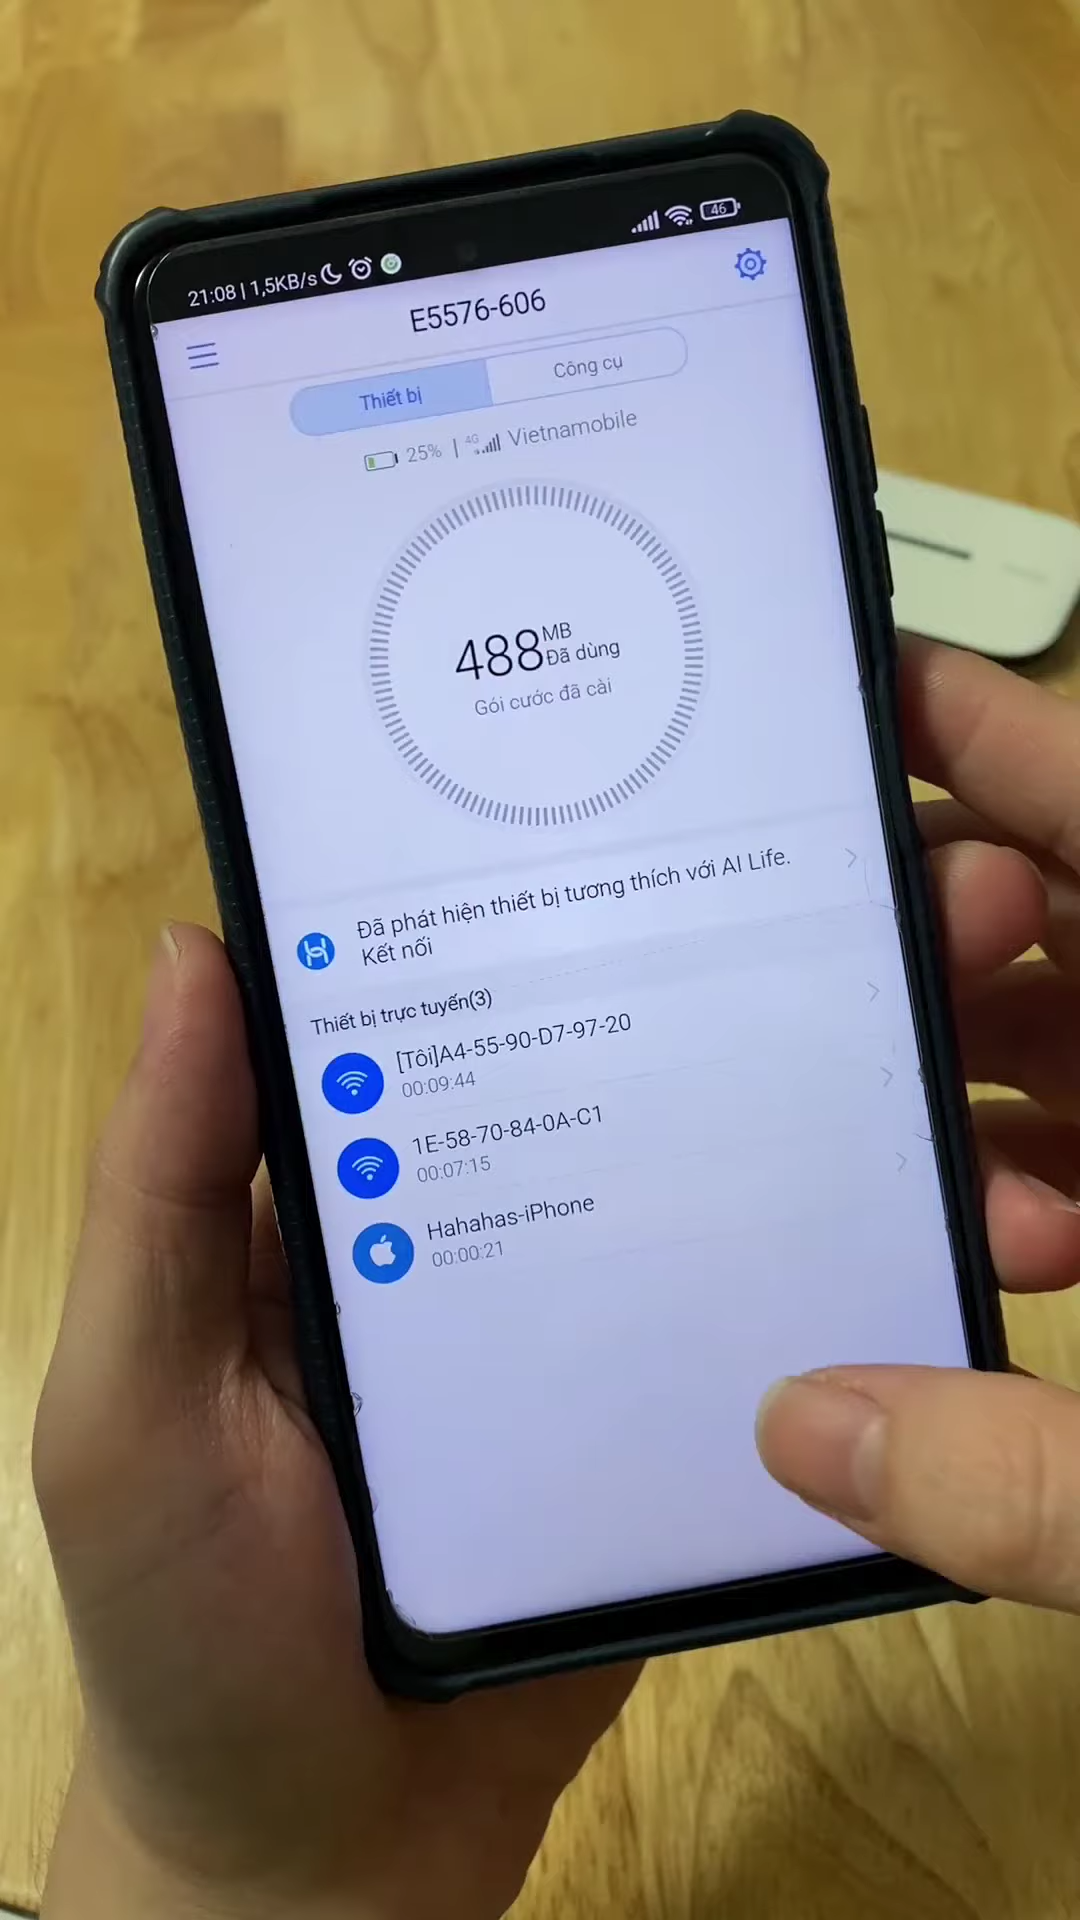 21:08 | 1,5KB/s
46
E5576-606
Thiết bị
Công cụ
25% | 4G Vietnamobile
488 MB
Đã dùng
Gói cước đã cài
Đã phát hiện thiết bị tương thích với AI Life.
Kết nối
Thiết bị trực tuyến(3)
[Tôi]A4-55-90-D7-97-20
00:09:44
1E-58-70-84-0A-C1
00:07:15
Hahahas-iPhone
00:00:21